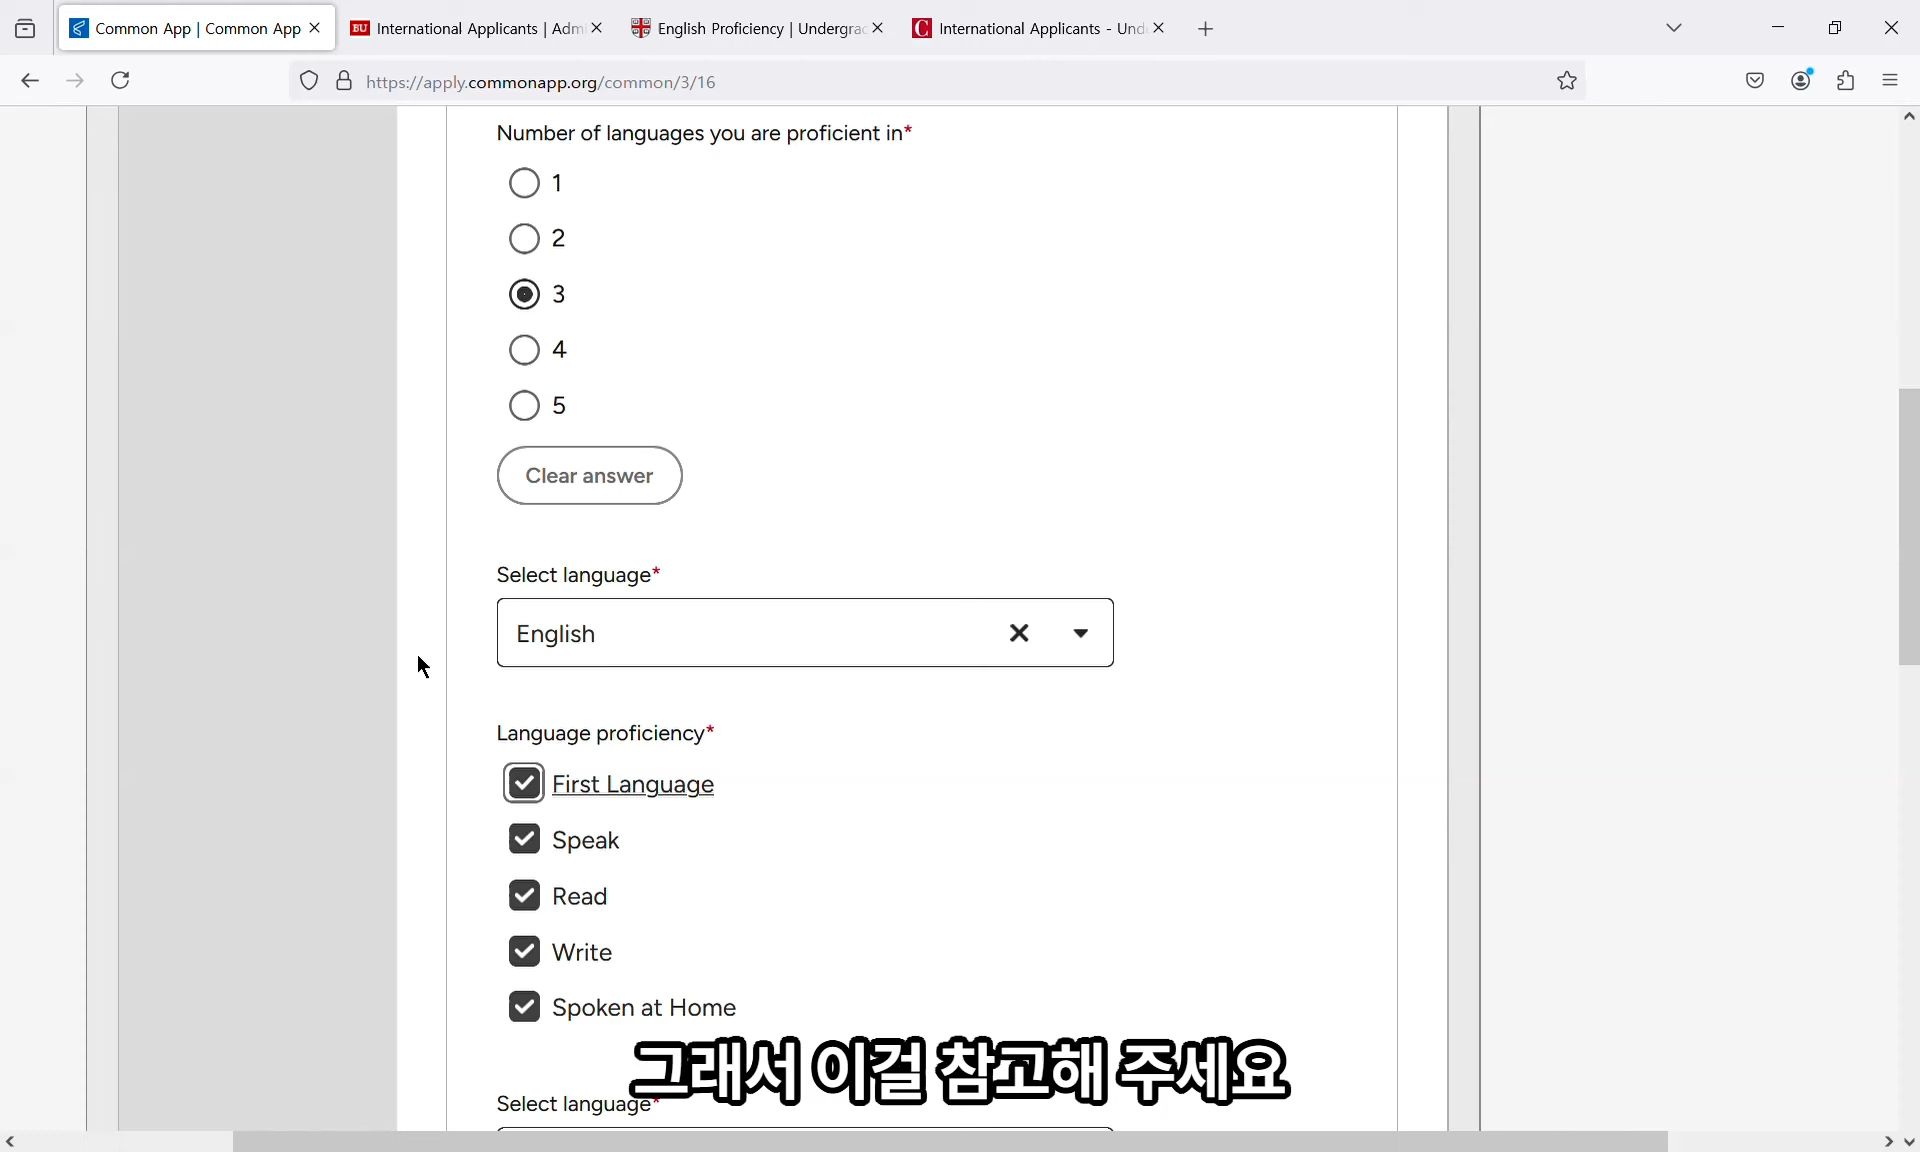 Common App | Common App
International Applicants | Adm
English Proficiency | Undergrac
International Applicants - Und
https://apply.commonapp.org/common/3/16
Number of languages you are proficient in*
1
2
3
4
5
Clear answer
Select language*
English
Language proficiency*
First Language
Speak
Read
Write
Spoken at Home
그래서 이걸 참고해 주세요
Select language*